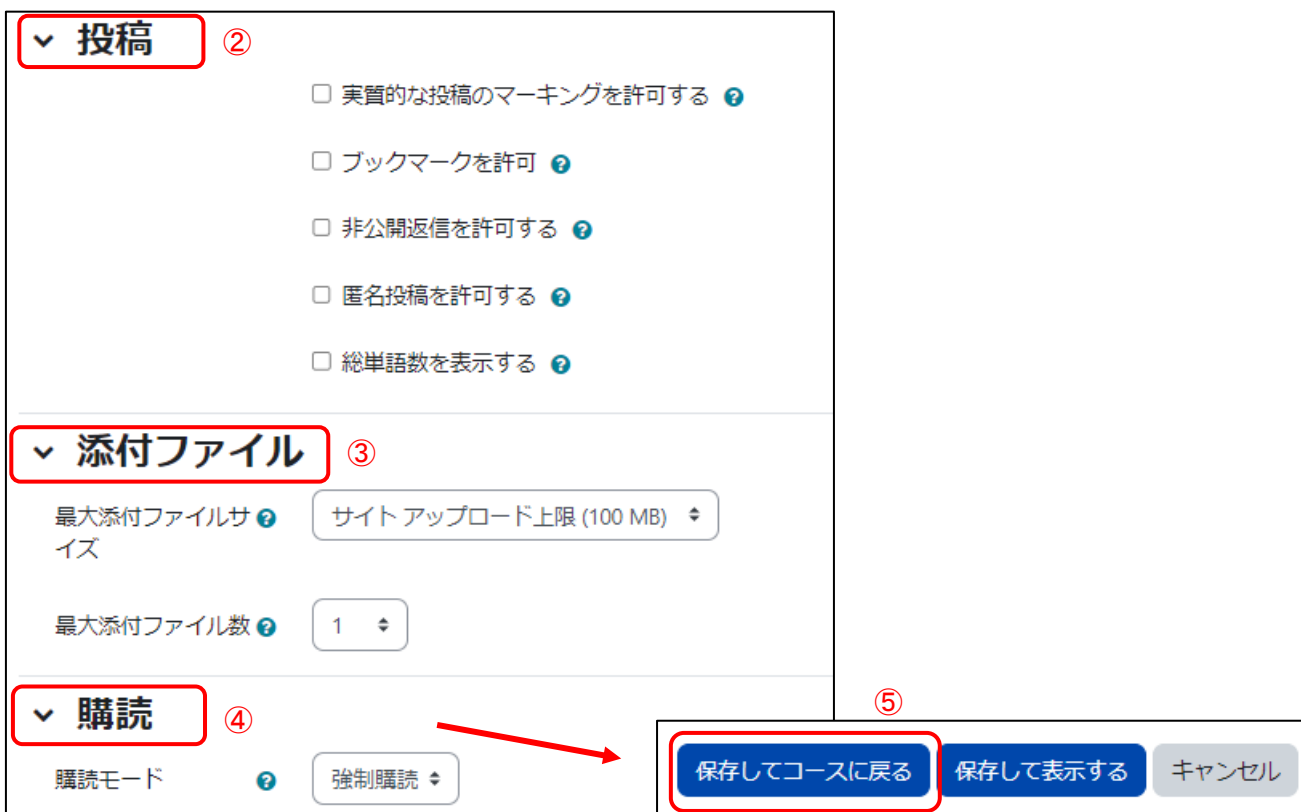 投稿 ②
実質的な投稿のマーキングを許可する ?
ブックマークを許可 ?
非公開返信を許可する ?
匿名投稿を許可する ?
総単語数を表示する ?
添付ファイル ③
最大添付ファイルサ ? サイト アップロード上限 (100 MB)
イズ
最大添付ファイル数 ? 1
購読 ④
⑤
購読モード ? 強制購読
保存してコースに戻る 保存して表示する キャンセル